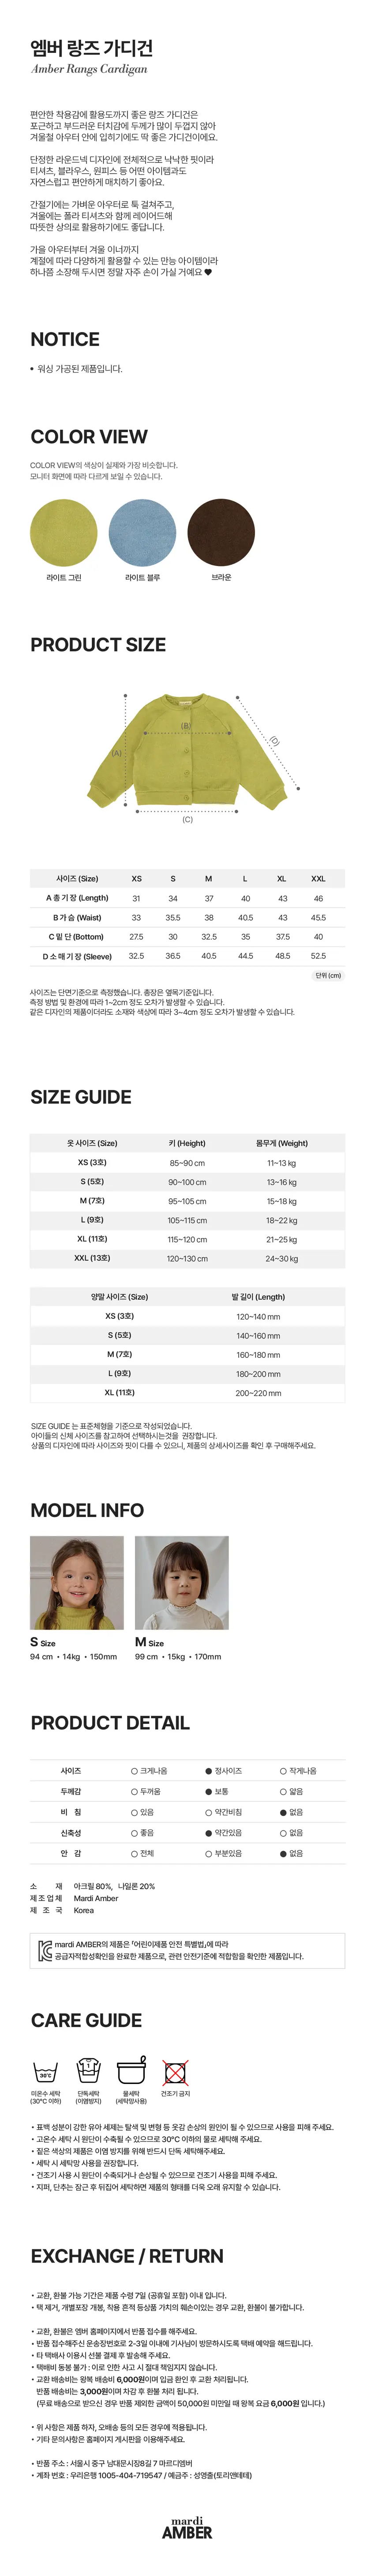 엠버 랑즈 가디건
Amber Rangs Cardigan
편안한 착용감에 활용도까지 좋은 랑즈 가디건은
포근하고 부드러운 터치감에 두께가 많이 두껍지 않아
겨울철 아우터 안에 입히기에도 딱 좋은 가디건이에요.
단정한 라운드넥 디자인에 전체적으로 낙낙한 핏이라
티셔츠, 블라우스, 원피스 등 어떤 아이템과도
자연스럽고 편안하게 매치하기 좋아요.
간절기에는 가벼운 아우터로 툭 걸쳐주고,
겨울에는 폴라 티셔츠와 함께 레이어드해
따뜻한 상의로 활용하기에도 좋답니다.
가을 아우터부터 겨울 이너까지
계절에 따라 다양하게 활용할 수 있는 만능 아이템이라
하나쯤 소장해 두시면 정말 자주 손이 가실 거예요 ♥
NOTICE
• 워싱 가공된 제품입니다.
COLOR VIEW
COLOR VIEW의 색상이 실제와 가장 비슷합니다.
모니터 화면에 따라 다르게 보일 수 있습니다.
라이트 그린 라이트 블루 브라운
PRODUCT SIZE
(A) (B) (C) (D)
사이즈 (Size) XS S M L XL XXL
A 총 기 장 (Length) 31 34 37 40 43 46
B 가 슴 (Waist) 33 35.5 38 40.5 43 45.5
C 밑 단 (Bottom) 27.5 30 32.5 35 37.5 40
D 소 매 기 장 (Sleeve) 32.5 36.5 40.5 44.5 48.5 52.5
단위 (cm)
사이즈는 단면기준으로 측정했습니다. 총장은 옆목기준입니다.
측정 방법 및 환경에 따라 1~2cm 정도 오차가 발생할 수 있습니다.
같은 디자인의 제품이더라도 소재와 색상에 따라 3~4cm 정도 오차가 발생할 수 있습니다.
SIZE GUIDE
옷 사이즈 (Size) 키 (Height) 몸무게 (Weight)
XS (3호) 85~90 cm 11~13 kg
S (5호) 90~100 cm 13~16 kg
M (7호) 95~105 cm 15~18 kg
L (9호) 105~115 cm 18~22 kg
XL (11호) 115~120 cm 21~25 kg
XXL (13호) 120~130 cm 24~30 kg
양말 사이즈 (Size) 발 길이 (Length)
XS (3호) 120~140 mm
S (5호) 140~160 mm
M (7호) 160~180 mm
L (9호) 180~200 mm
XL (11호) 200~220 mm
SIZE GUIDE 는 표준체형을 기준으로 작성되었습니다.
아이들의 신체 사이즈를 참고하여 선택하시는것을 권장합니다.
상품의 디자인에 따라 사이즈와 핏이 다를 수 있으니, 제품의 상세사이즈를 확인 후 구매해주세요.
MODEL INFO
S Size M Size
94 cm • 14kg • 150mm 99 cm • 15kg • 170mm
PRODUCT DETAIL
사이즈 ○ 크게나옴 ● 정사이즈 ○ 작게나옴
두께감 ○ 두꺼움 ● 보통 ○ 얇음
비 침 ○ 있음 ○ 약간비침 ● 없음
신축성 ○ 좋음 ● 약간있음 ○ 없음
안 감 ○ 전체 ○ 부분있음 ● 없음
소 재 아크릴 80%, 나일론 20%
제조업체 Mardi Amber
제 조 국 Korea
mardi AMBER의 제품은 「어린이제품 안전 특별법」에 따라
공급자적합성확인을 완료한 제품으로, 관련 안전기준에 적합함을 확인한 제품입니다.
CARE GUIDE
30℃ 1
미온수 세탁 단독세탁 물세탁 건조기 금지
(30℃ 이하) (이염방지) (세탁망사용)
• 표백 성분이 강한 유아 세제는 탈색 및 변형 등 옷감 손상의 원인이 될 수 있으므로 사용을 피해 주세요.
• 고온수 세탁 시 원단이 수축될 수 있으므로 30℃ 이하의 물로 세탁해 주세요.
• 짙은 색상의 제품은 이염 방지를 위해 반드시 단독 세탁해주세요.
• 세탁 시 세탁망 사용을 권장합니다.
• 건조기 사용 시 원단이 수축되거나 손상될 수 있으므로 건조기 사용을 피해 주세요.
• 지퍼, 단추는 잠근 후 뒤집어 세탁하면 제품의 형태를 더욱 오래 유지할 수 있습니다.
EXCHANGE / RETURN
• 교환, 환불 가능 기간은 제품 수령 7일 (공휴일 포함) 이내 입니다.
• 택 제거, 개별포장 개봉, 착용 흔적 등상품 가치의 훼손이있는 경우 교환, 환불이 불가합니다.
• 교환, 환불은 엠버 홈페이지에서 반품 접수를 해주세요.
• 반품 접수해주신 운송장번호로 2-3일 이내에 기사님이 방문하시도록 택배 예약을 해드립니다.
• 타 택배사 이용시 선불 결제 후 발송해 주세요.
• 택배비 동봉 불가 : 이로 인한 사고 시 절대 책임지지 않습니다.
• 교환 배송비는 왕복 배송비 6,000원이며 입금 환인 후 교환 처리됩니다.
반품 배송비는 3,000원이며 차감 후 환불 처리 됩니다.
(무료 배송으로 받으신 경우 반품 제외한 금액이 50,000원 미만일 때 왕복 요금 6,000원 입니다.)
• 위 사항은 제품 하자, 오배송 등의 모든 경우에 적용됩니다.
• 기타 문의사항은 홈페이지 게시판을 이용해주세요.
• 반품 주소 : 서울시 중구 남대문시장8길 7 마르디엠버
• 계좌 번호 : 우리은행 1005-404-719547 / 예금주 : 성영출(토리앤테테)
mardi
AMBER